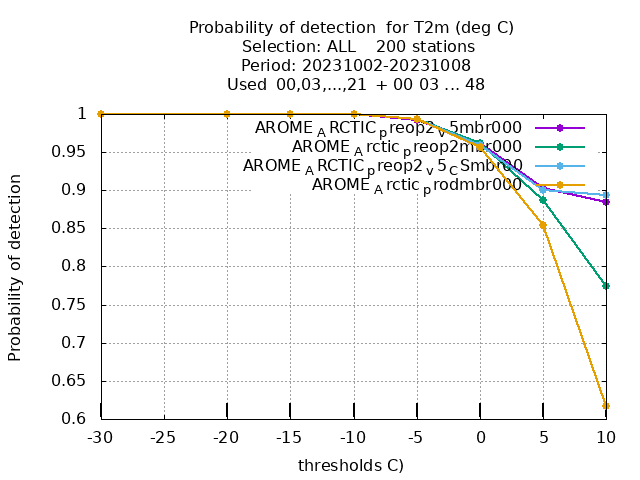 Probability of detection for T2m (deg C)
Selection: ALL 200 stations
Period: 20231002-20231008
Used 00,03,...,21 + 00 03 ... 48
AROME_ARCTIC_preop2_v5mbr000
AROME_Arctic_preop2mbr000
AROME_ARCTIC_preop2_v5_CSmbr00
AROME_Arctic_prodmbr000
1
0.95
0.9
0.85
0.8
0.75
0.7
0.65
0.6
Probability of detection
-30 -25 -20 -15 -10 -5 0 5 10
thresholds C)